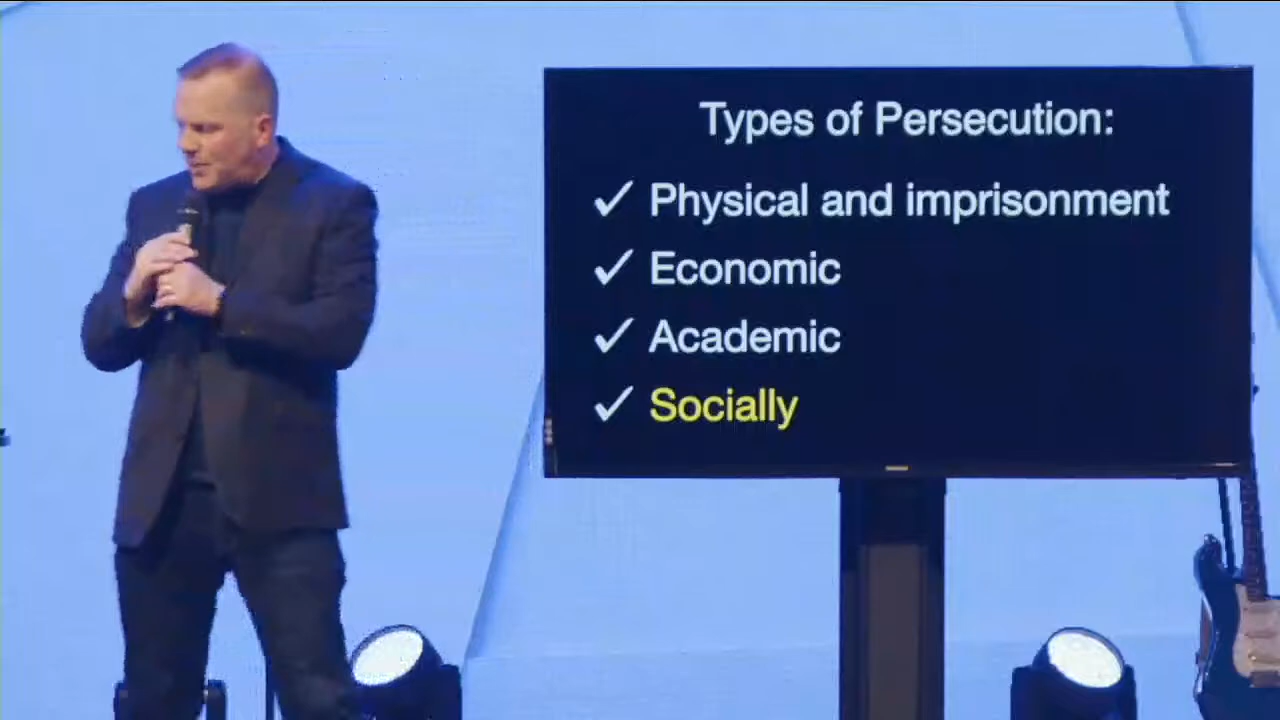 Types of Persecution:
✓ Physical and imprisonment
✓ Economic
✓ Academic
✓ Socially